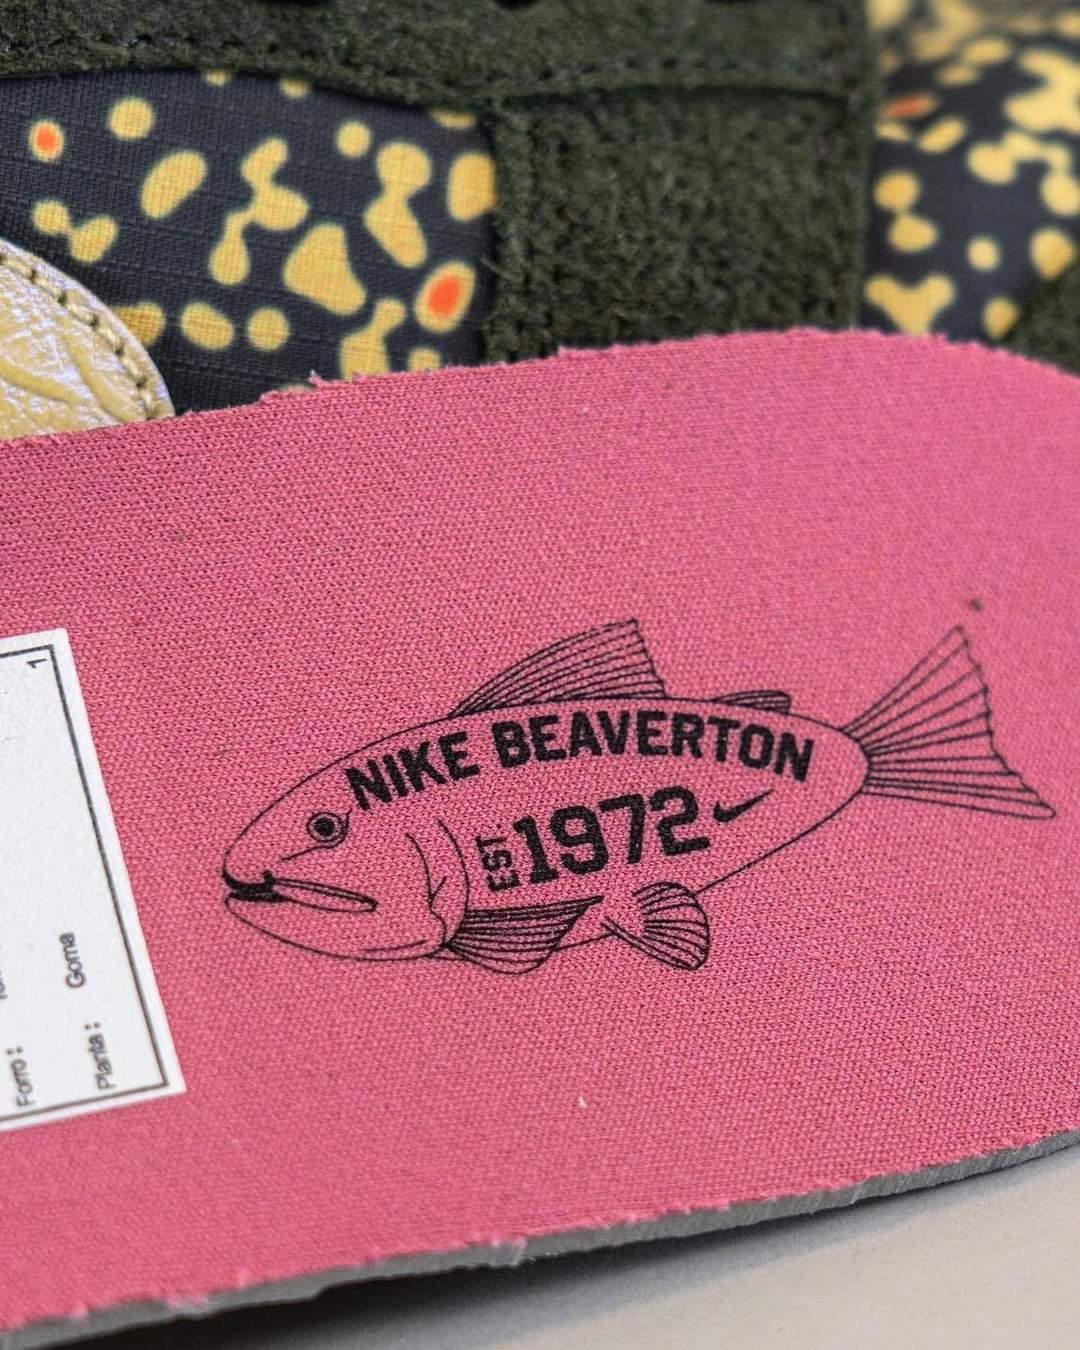 NIKE BEAVERTON
EST. 1972
1
Forro:
Planta: Goma